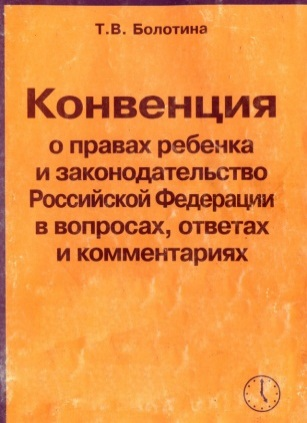 Т.В. Болотина
Конвенция
о правах ребенка
и законодательство
Российской Федерации
в вопросах, ответах
и комментариях